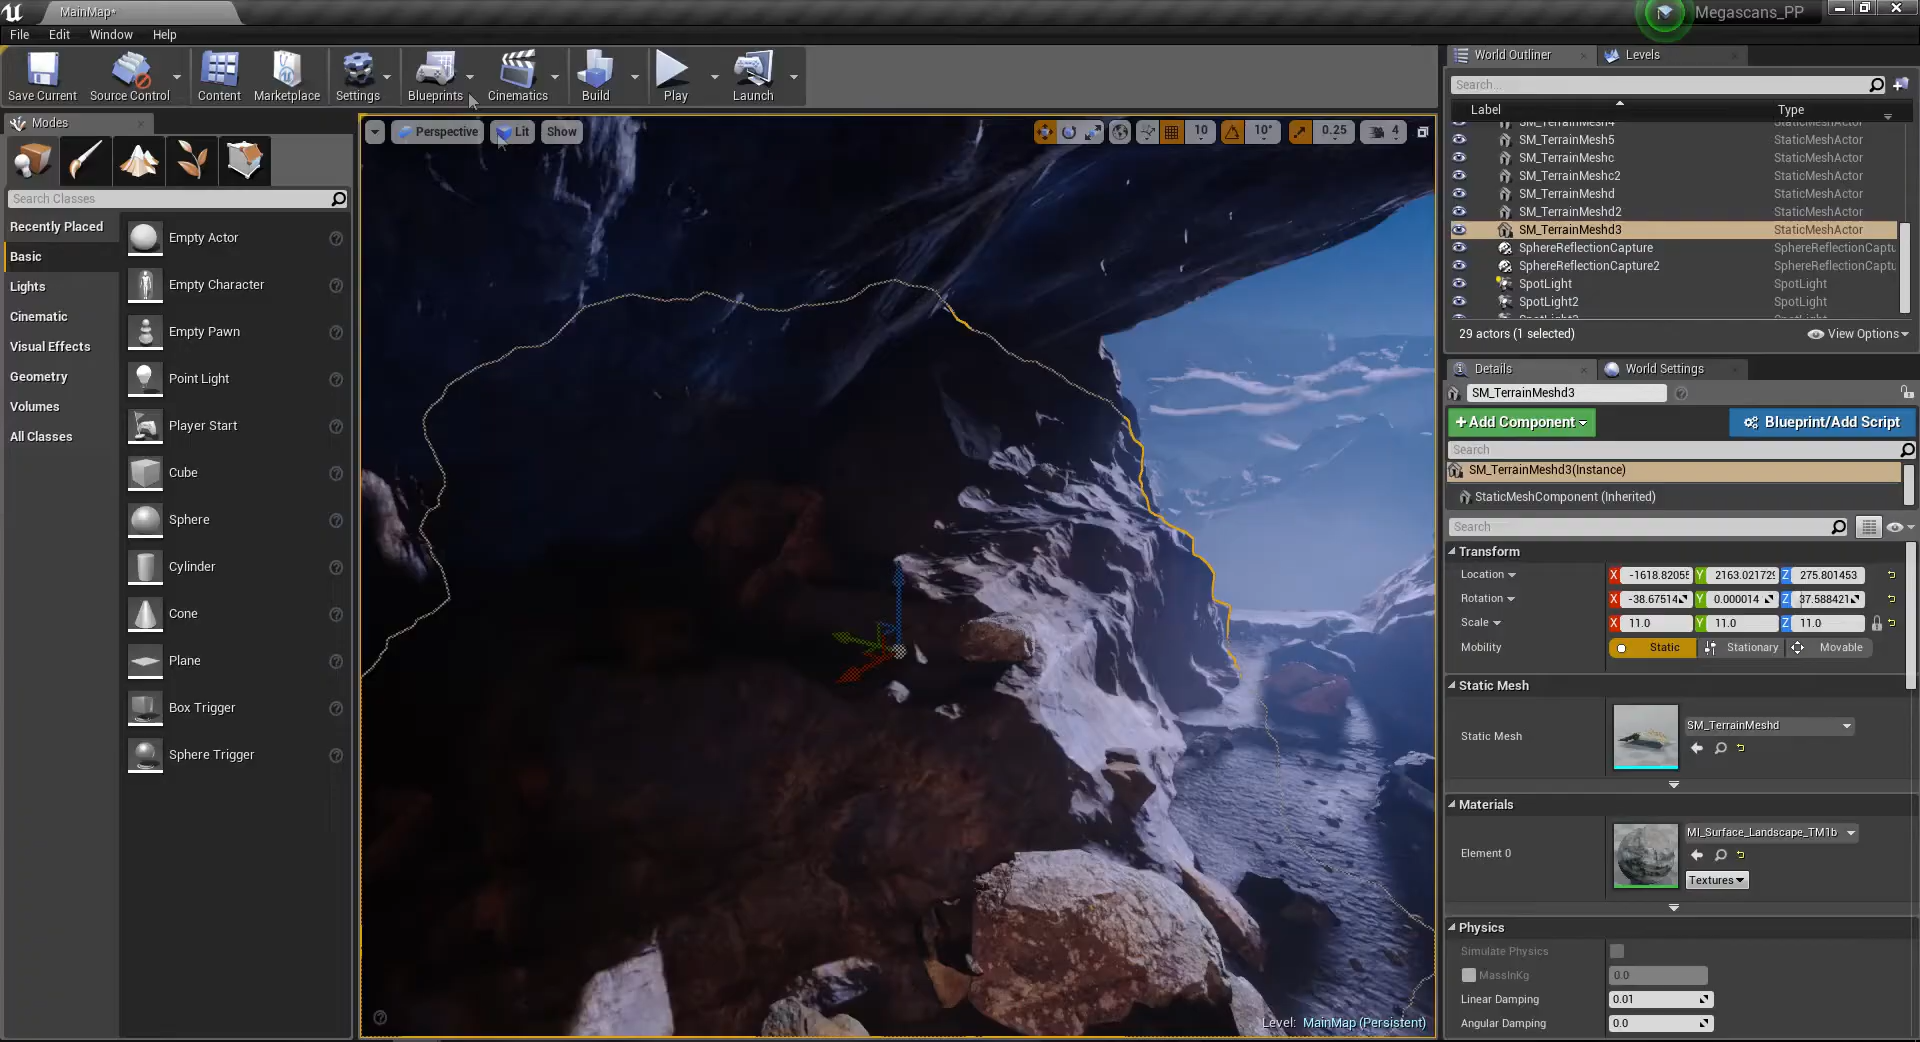 MainMap*
Megascans_PP
File Edit Window Help
Save Current Source Control Content Marketplace Settings Blueprints Cinematics Build Play Launch
Modes
Search Classes
Recently Placed
Basic
Lights
Cinematic
Visual Effects
Geometry
Volumes
All Classes
Empty Actor
Empty Character
Empty Pawn
Point Light
Player Start
Cube
Sphere
Cylinder
Cone
Plane
Box Trigger
Sphere Trigger
Perspective Lit Show
10 10° 0.25 4
Level: MainMap (Persistent)
World Outliner Levels
Search...
Label Type
SM_TerrainMesh4 StaticMeshActor
SM_TerrainMesh5 StaticMeshActor
SM_TerrainMeshc StaticMeshActor
SM_TerrainMeshc2 StaticMeshActor
SM_TerrainMeshd StaticMeshActor
SM_TerrainMeshd2 StaticMeshActor
SM_TerrainMeshd3 StaticMeshActor
SphereReflectionCapture SphereReflectionCaptu
SphereReflectionCapture2 SphereReflectionCaptu
SpotLight SpotLight
SpotLight2 SpotLight
29 actors (1 selected) View Options
Details World Settings
SM_TerrainMeshd3
+Add Component Blueprint/Add Script
Search
SM_TerrainMeshd3(Instance)
StaticMeshComponent (Inherited)
Search
Transform
Location X -1618.82055 Y 2163.021729 Z 275.801453
Rotation X -38.67514 Y 0.000014 Z 37.588421
Scale X 11.0 Y 11.0 Z 11.0
Mobility Static Stationary Movable
Static Mesh
Static Mesh SM_TerrainMeshd
Materials
Element 0 MI_Surface_Landscape_TM1b
Textures
Physics
Simulate Physics
MassInKg 0.0
Linear Damping 0.01
Angular Damping 0.0